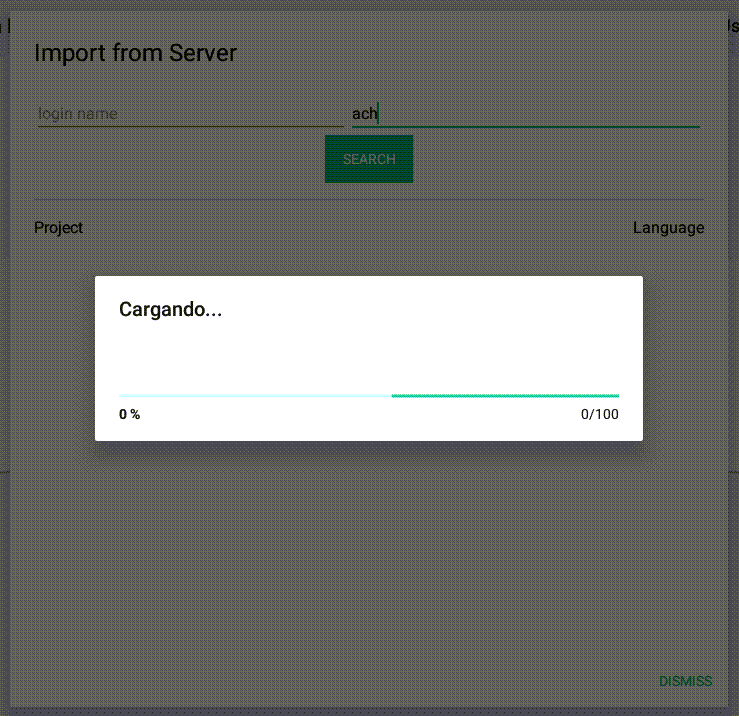 Import from Server
login name ach
SEARCH
Project Language
Cargando...
0 % 0/100
DISMISS